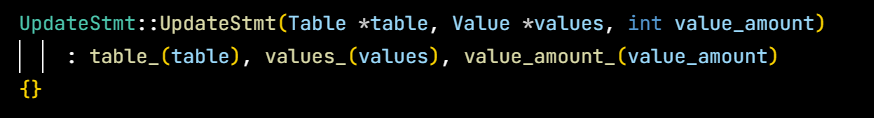 UpdateStmt::UpdateStmt(Table *table, Value *values, int value_amount)
    : table_(table), values_(values), value_amount_(value_amount)
{}